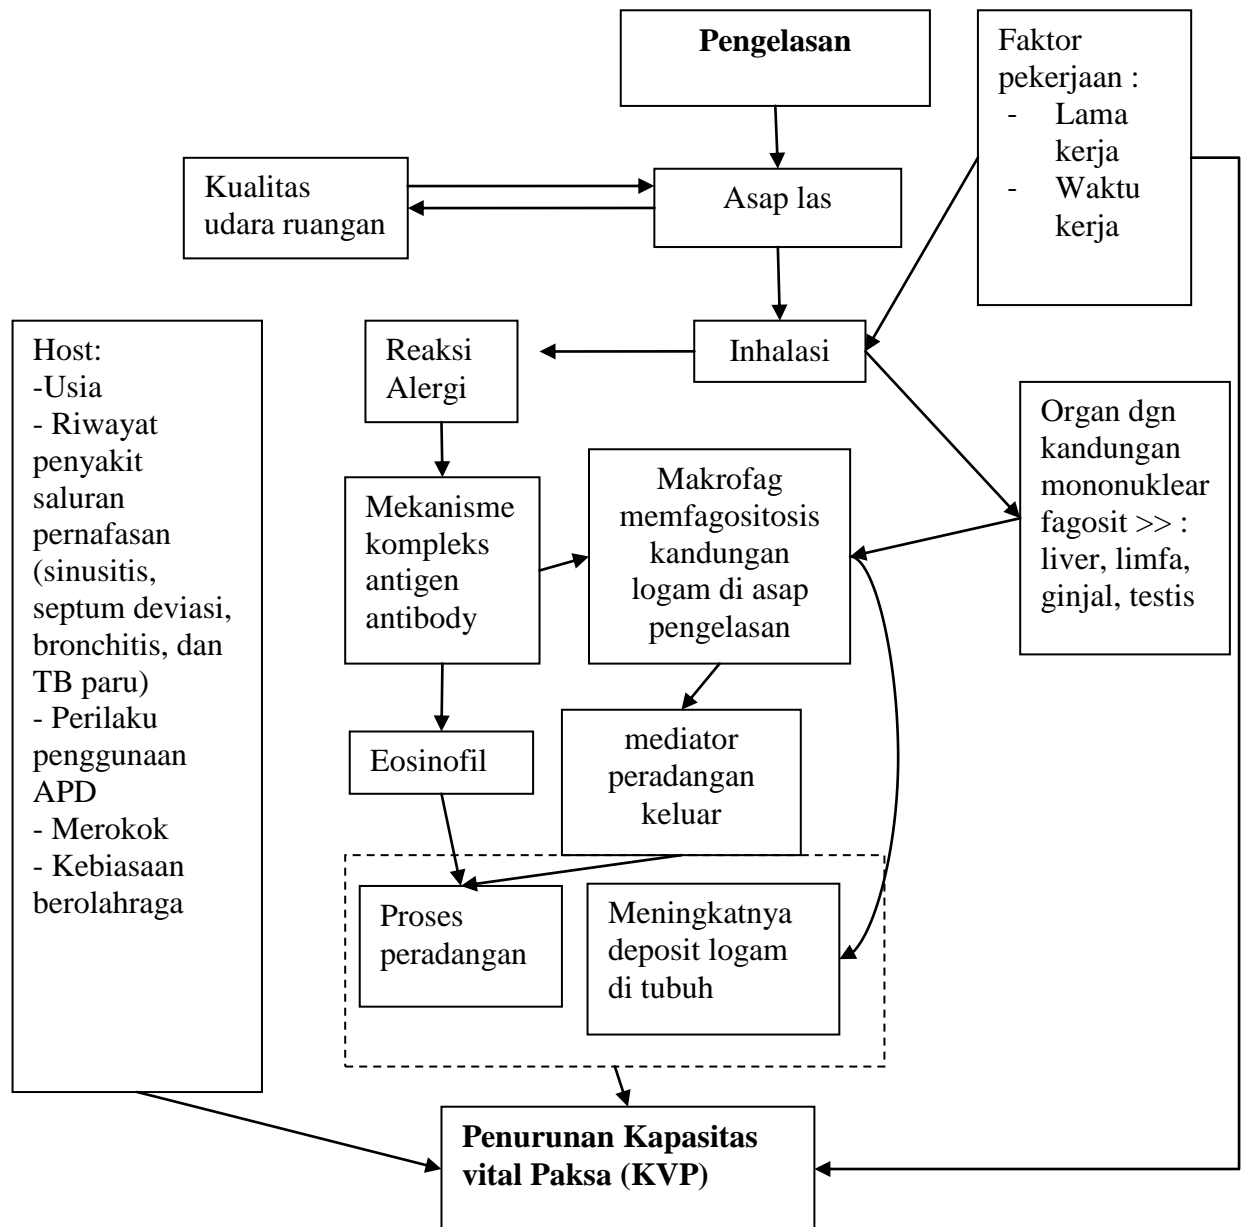 Pengelasan
Faktor
pekerjaan :
- Lama
kerja
- Waktu
kerja
Kualitas
udara ruangan
Asap las
Host:
-Usia
- Riwayat
penyakit
saluran
pernafasan
(sinusitis,
septum deviasi,
bronchitis, dan
TB paru)
- Perilaku
penggunaan
APD
- Merokok
- Kebiasaan
berolahraga
Reaksi
Alergi
Inhalasi
Organ dgn
kandungan
mononuklear
fagosit >> :
liver, limfa,
ginjal, testis
Mekanisme
kompleks
antigen
antibody
Makrofag
memfagositosis
kandungan
logam di asap
pengelasan
Eosinofil
mediator
peradangan
keluar
Proses
peradangan
Meningkatnya
deposit logam
di tubuh
Penurunan Kapasitas
vital Paksa (KVP)